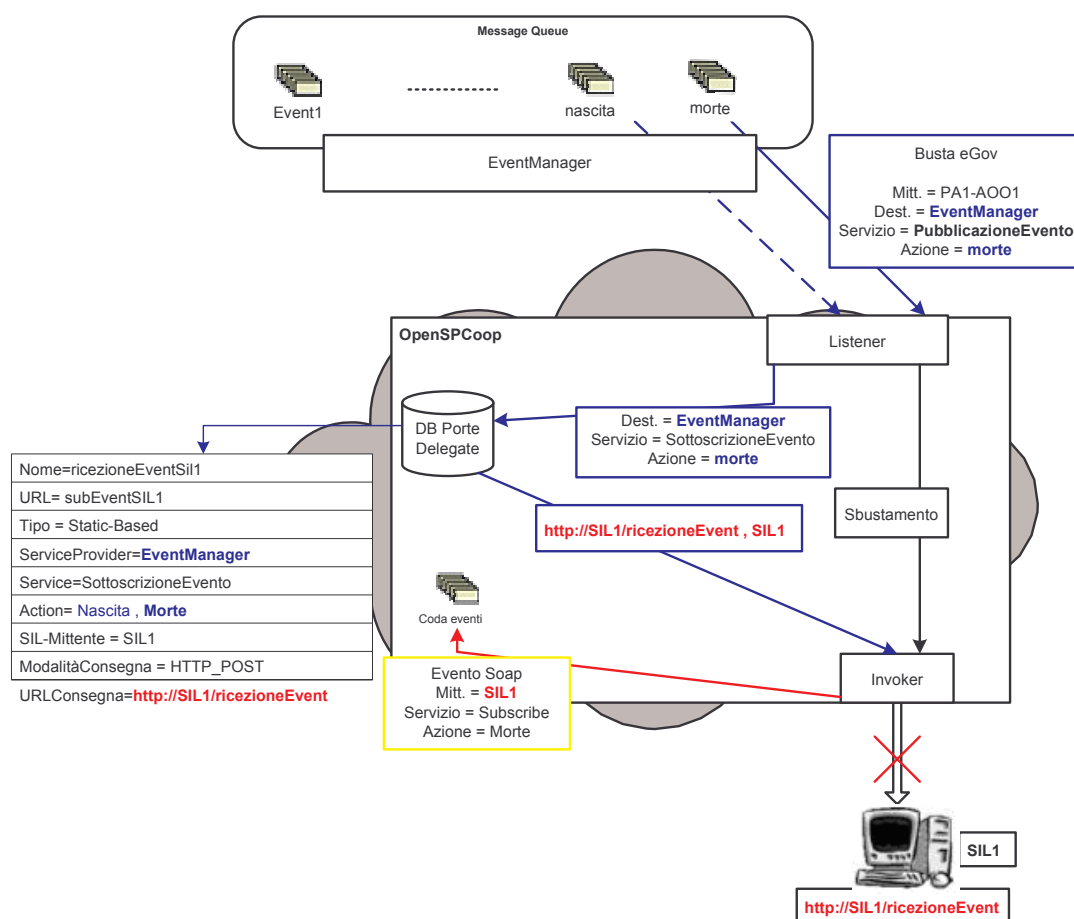 Message Queue
Event1
....................
nascita
morte
EventManager
Busta eGov
Mitt. = PA1-AOO1
Dest. = EventManager
Servizio = PubblicazioneEvento
Azione = morte
OpenSPCoop
Listener
DB Porte
Delegate
Dest. = EventManager
Servizio = SottoscrizioneEvento
Azione = morte
Nome=ricezioneEventSil1
URL= subEventSIL1
Tipo = Static-Based
ServiceProvider=EventManager
Service=SottoscrizioneEvento
Action= Nascita , Morte
SIL-Mittente = SIL1
ModalitàConsegna = HTTP_POST
URLConsegna=http://SIL1/ricezioneEvent
http://SIL1/ricezioneEvent , SIL1
Sbustamento
Coda eventi
Evento Soap
Mitt. = SIL1
Servizio = Subscribe
Azione = Morte
Invoker
SIL1
http://SIL1/ricezioneEvent